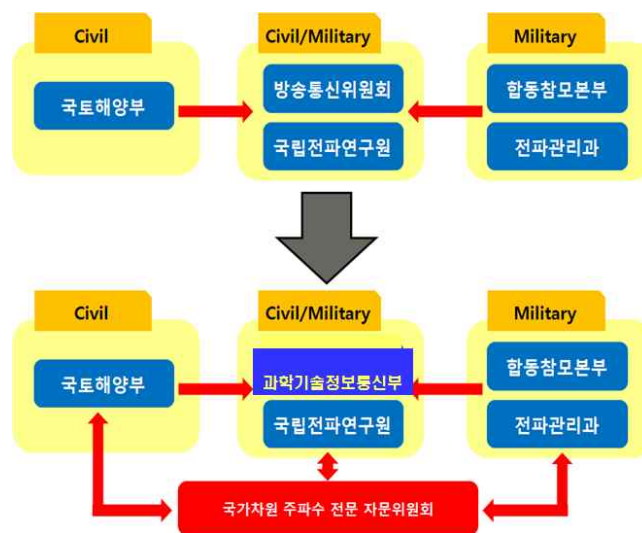 Civil
Civil/Military
Military
국토해양부
방송통신위원회
합동참모본부
국립전파연구원
전파관리과
Civil
Civil/Military
Military
국토해양부
과학기술정보통신부
합동참모본부
국립전파연구원
전파관리과
국가차원 주파수 전문 자문위원회